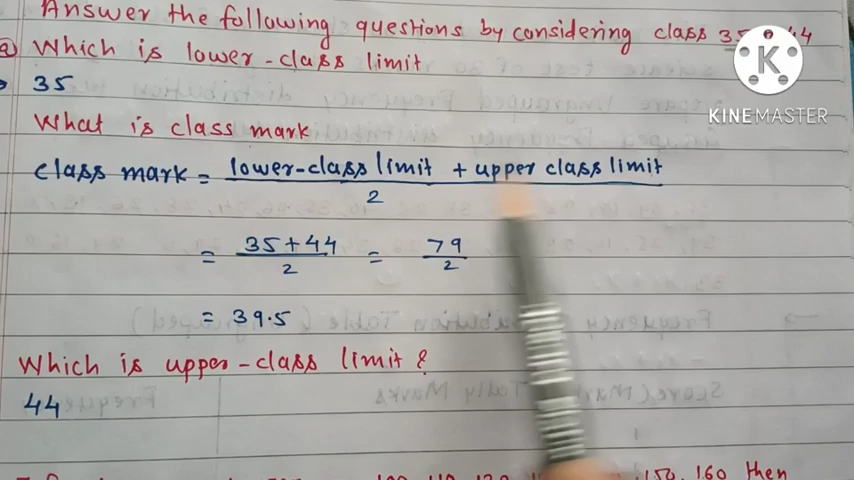 Answer the following questions by considering class 35 - 44
a Which is lower-class limit
35
What is class mark
class mark = lower-class limit + upper class limit
2
= 35+44 = 79
2 2
= 39.5
Which is upper-class limit?
44
150, 160 then
K
KINEMASTER